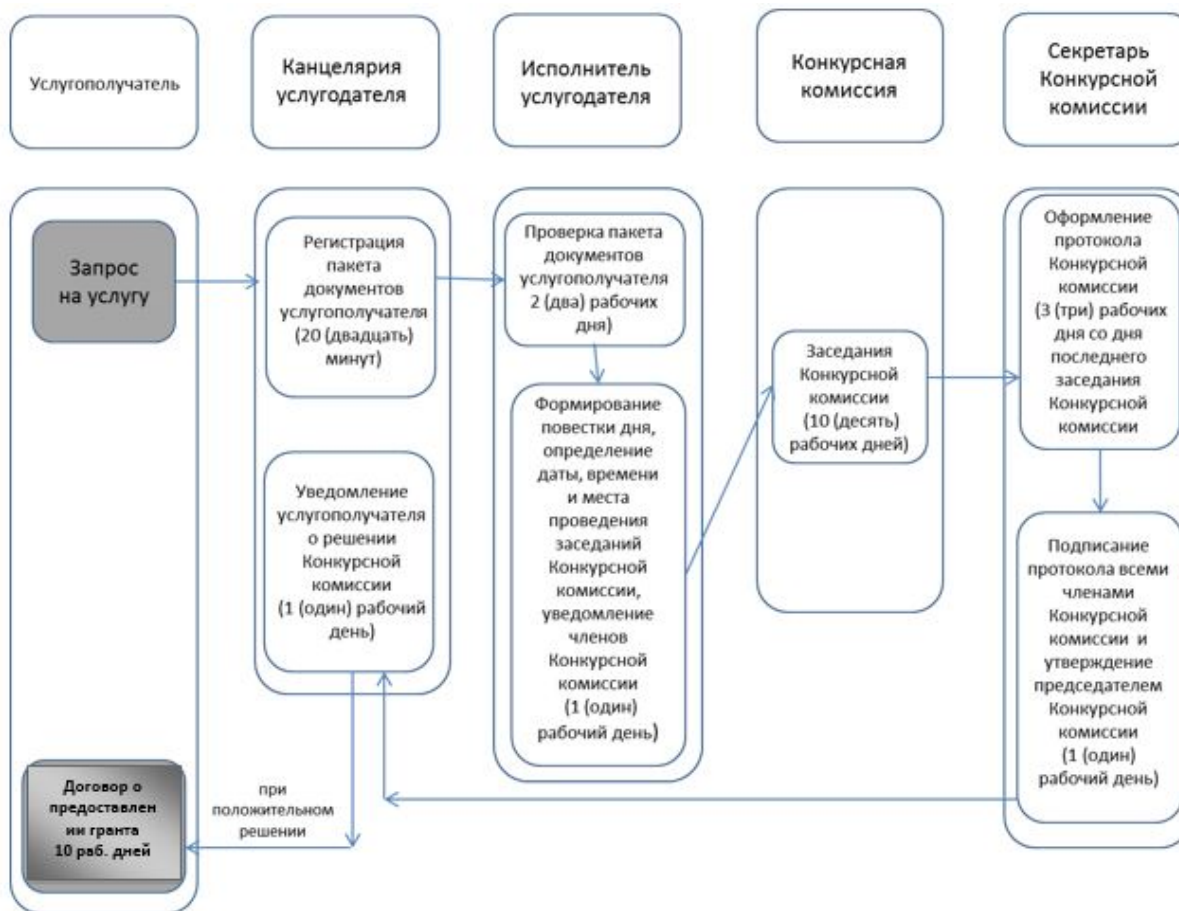 Услугополучатель
Канцелярия
услугодателя
Исполнитель
услугодателя
Конкурсная
комиссия
Секретарь
Конкурсной
комиссии
Запрос
на услугу
Регистрация
пакета
документов
услугополучателя
(20 (двадцать)
минут)
Проверка пакета
документов
услугополучателя
2 (два) рабочих
дня)
Заседания
Конкурсной
комиссии
(10 (десять)
рабочих дней)
Оформление
протокола
Конкурсной
комиссии
(3 (три) рабочих
дня со дня
последнего
заседания
Конкурсной
комиссии
Формирование
повестки дня,
определение
даты, времени
и места
проведения
заседаний
Конкурсной
комиссии,
уведомление
членов
Конкурсной
комиссии
(1 (один)
рабочий день)
Уведомление
услугополучателя
о решении
Конкурсной
комиссии
(1 (один) рабочий
день)
Подписание
протокола всеми
членами
Конкурсной
комиссии и
утверждение
председателем
Конкурсной
комиссии
(1 (один)
рабочий день)
Договор о
предоставлен
ии гранта
10 раб. дней
при
положительном
решении